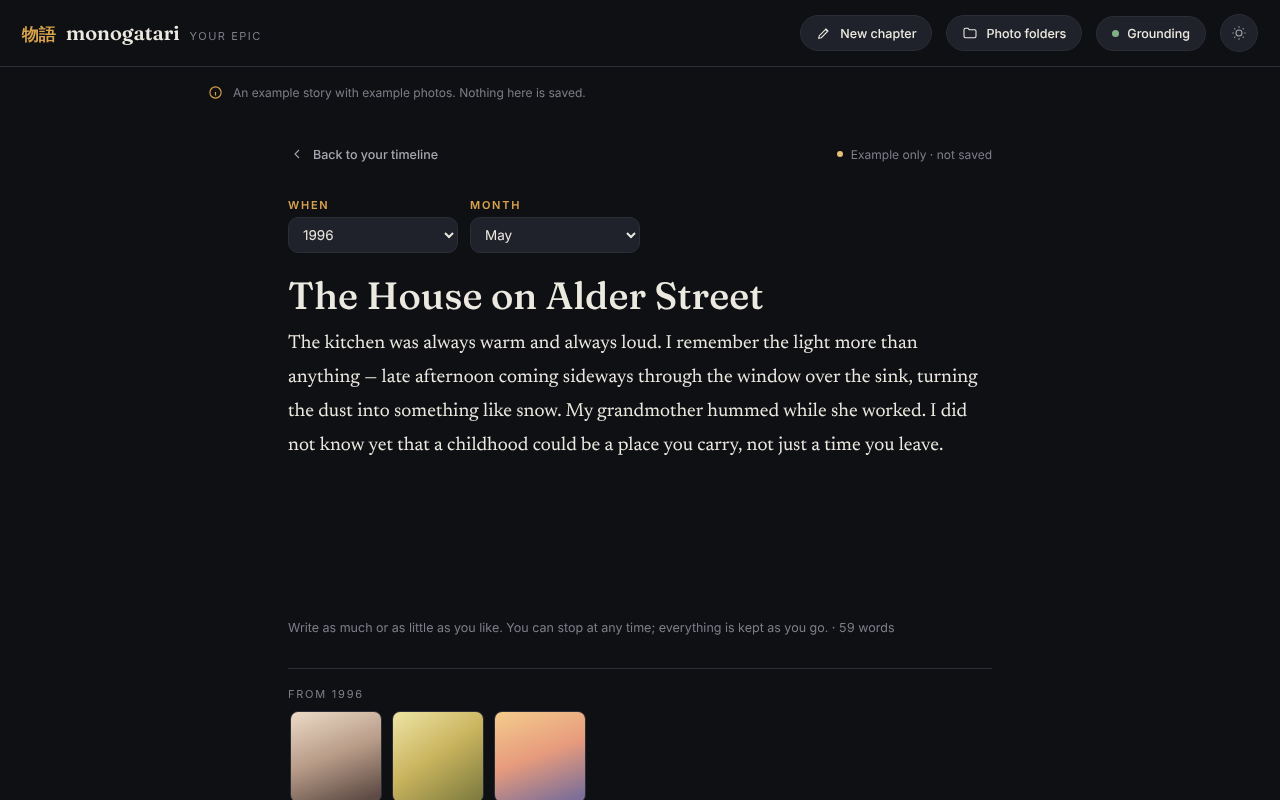 物語 monogatari YOUR EPIC
New chapter
Photo folders
Grounding
An example story with example photos. Nothing here is saved.
Back to your timeline
Example only · not saved
WHEN
MONTH
1996
May
The House on Alder Street
The kitchen was always warm and always loud. I remember the light more than
anything — late afternoon coming sideways through the window over the sink, turning
the dust into something like snow. My grandmother hummed while she worked. I did
not know yet that a childhood could be a place you carry, not just a time you leave.
Write as much or as little as you like. You can stop at any time; everything is kept as you go. · 59 words
FROM 1996